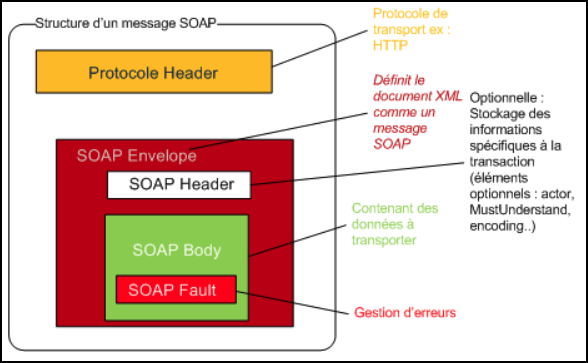 Structure d'un message SOAP
Protocole Header
Protocole de
transport ex :
HTTP
Définit le
document XML
comme un
message
SOAP
SOAP Envelope
SOAP Header
Optionnelle :
Stockage des
informations
spécifiques à la
transaction
(éléments
optionnels : actor,
MustUnderstand,
encoding..)
Contenant des
données à
transporter
SOAP Body
SOAP Fault
Gestion d'erreurs